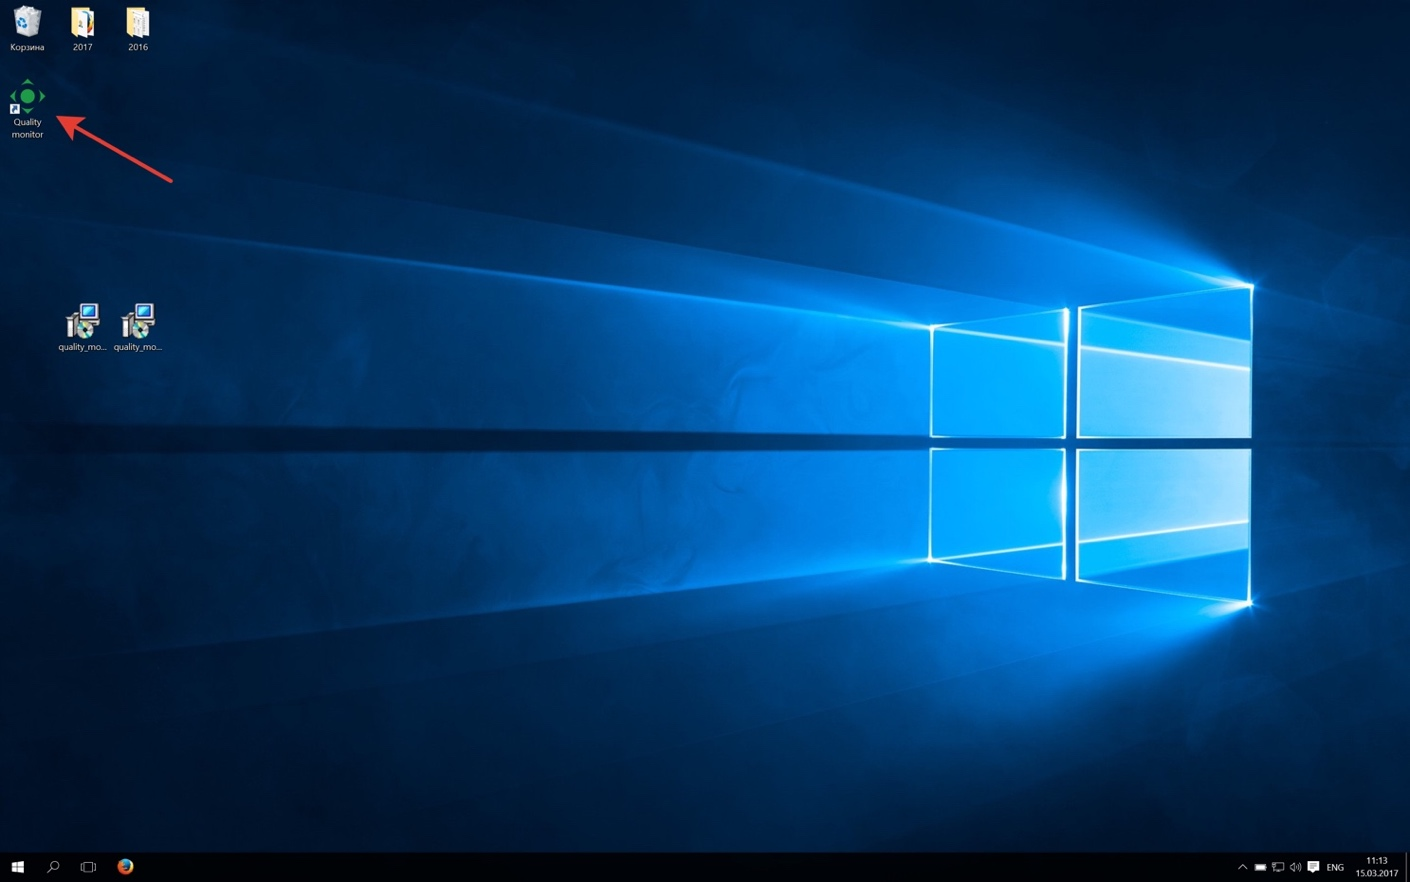 Корзина
2017
2016
Quality
monitor
quality_mo...
quality_mo...
ENG
11:13
15.03.2017